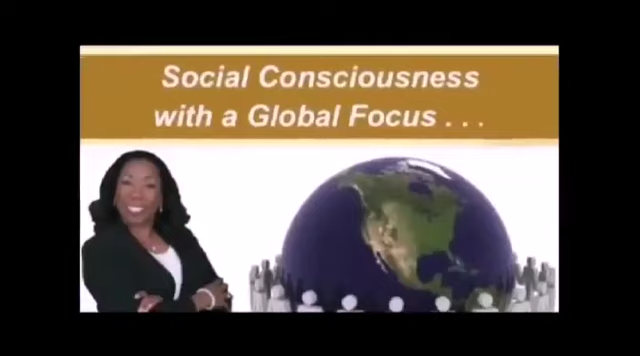 Social Consciousness
with a Global Focus . . .